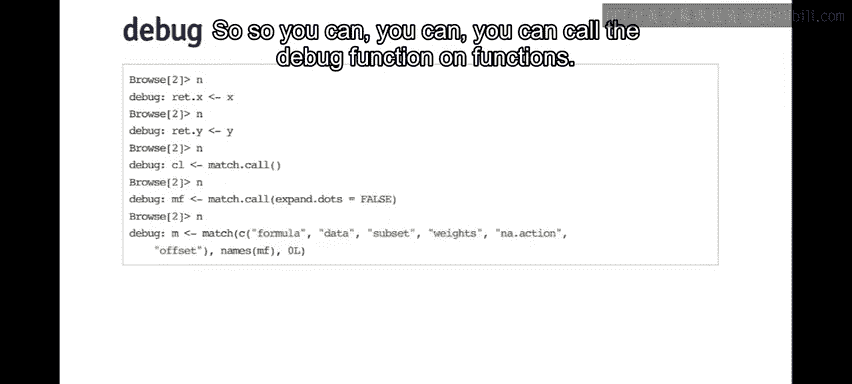 debug
So so you can, you can, you can call the
debug function on functions.
Browse[2]> n
debug: ret.x <- x
Browse[2]> n
debug: ret.y <- y
Browse[2]> n
debug: cl <- match.call()
Browse[2]> n
debug: mf <- match.call(expand.dots = FALSE)
Browse[2]> n
debug: m <- match(c("formula", "data", "subset", "weights", "na.action",
"offset"), names(mf), 0L)